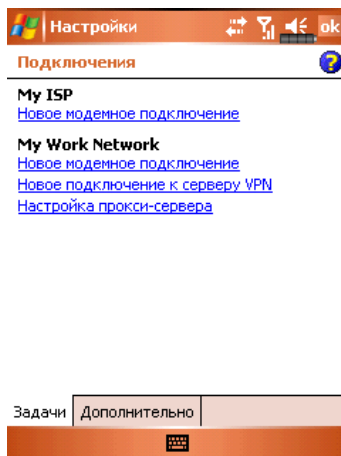 Настройки ok
Подключения
My ISP
Новое модемное подключение
My Work Network
Новое модемное подключение
Новое подключение к серверу VPN
Настройка прокси-сервера
Задачи Дополнительно